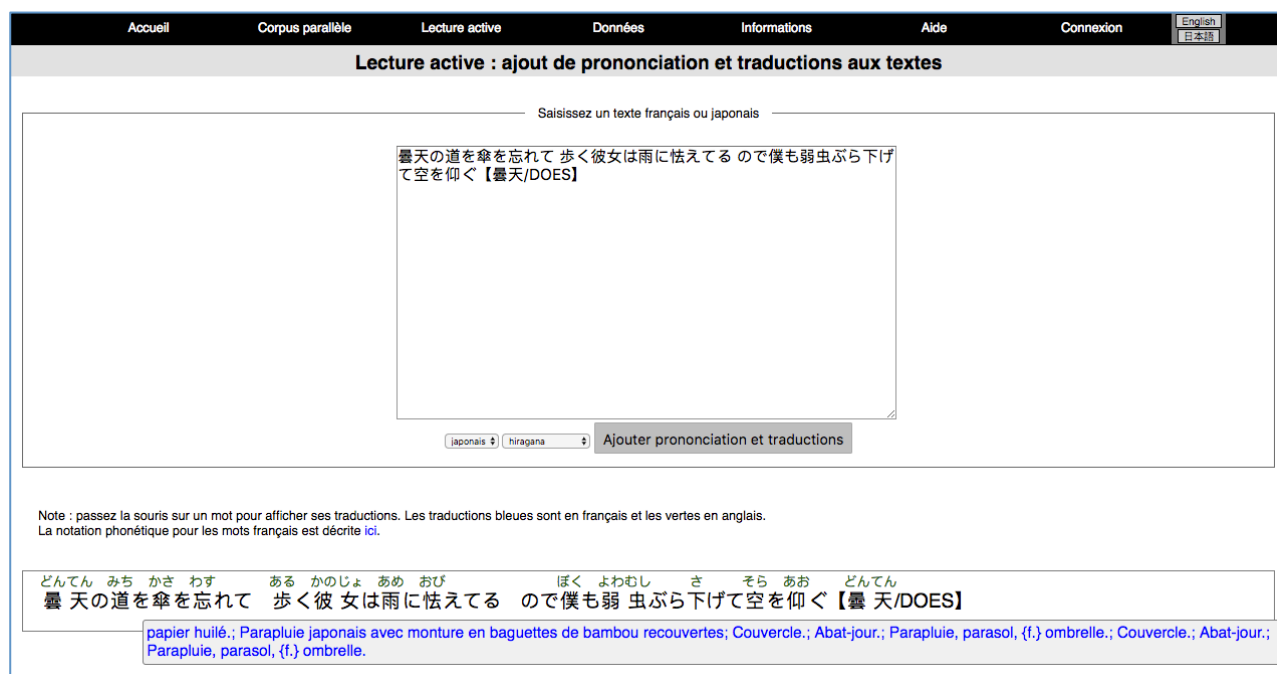 Accueil Corpus parallèle Lecture active Données Informations Aide Connexion English
日本語
Lecture active : ajout de prononciation et traductions aux textes
Saisissez un texte français ou japonais
曇天の道を傘を忘れて 歩く彼女は雨に怯えてる ので僕も弱虫ぶら下げ
て空を仰ぐ【曇天/DOES】
japonais hiragana Ajouter prononciation et traductions
Note : passez la souris sur un mot pour afficher ses traductions. Les traductions bleues sont en français et les vertes en anglais.
La notation phonétique pour les mots français est décrite ici.
どんてん みち かさ わす ある かのじょ あめ おび ぼく よわむし さ そら あお どんてん
曇 天の道を傘を忘れて 歩く彼 女は雨に怯えてる ので僕も弱 虫ぶら下げて空を仰ぐ【曇 天/DOES】
papier huilé.; Parapluie japonais avec monture en baguettes de bambou recouvertes; Couvercle.; Abat-jour.; Parapluie, parasol, {f.} ombrelle.; Couvercle.; Abat-jour.;
Parapluie, parasol, {f.} ombrelle.